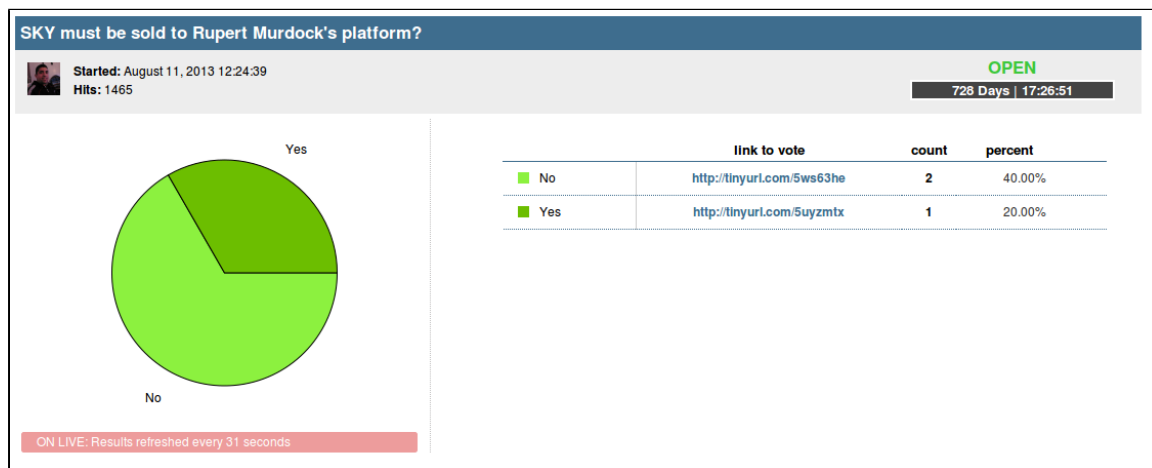 SKY must be sold to Rupert Murdock's platform?
Started: August 11, 2013 12:24:39
Hits: 1465
OPEN
728 Days | 17:26:51
Yes
No
ON LIVE: Results refreshed every 31 seconds
link to vote count percent
No http://tinyurl.com/5ws63he 2 40.00%
Yes http://tinyurl.com/5uyzmtx 1 20.00%